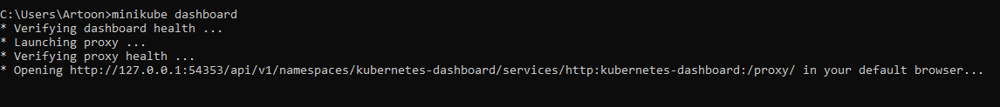 C:\Users\Artoon>minikube dashboard
* Verifying dashboard health ...
* Launching proxy ...
* Verifying proxy health ...
* Opening http://127.0.0.1:54353/api/v1/namespaces/kubernetes-dashboard/services/http:kubernetes-dashboard:/proxy/ in your default browser...